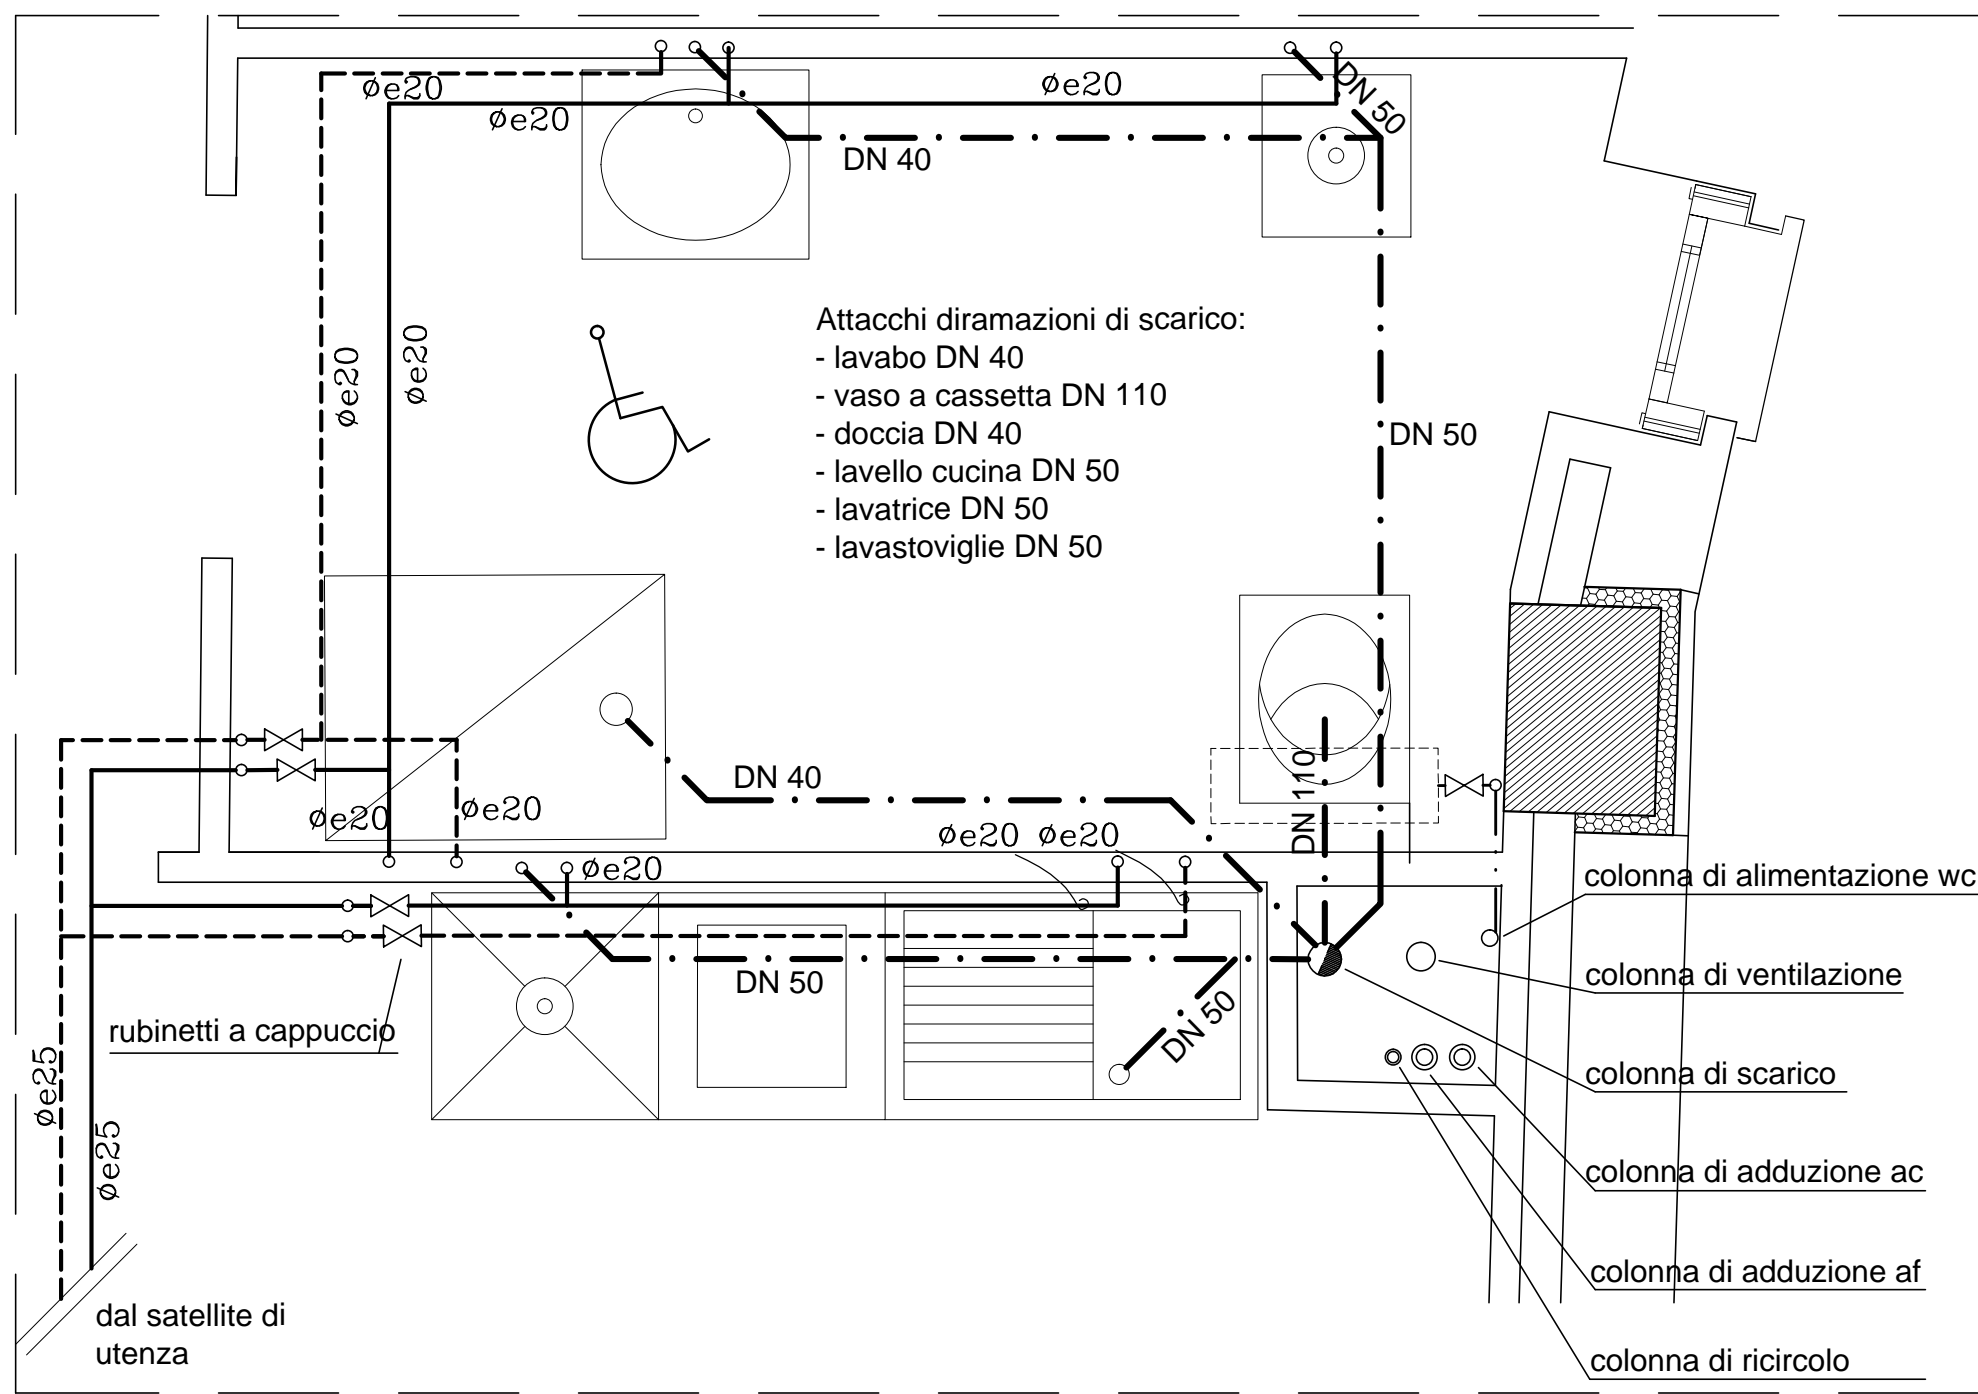 øe20
øe20
øe20
DN 50
DN 40
Attacchi diramazioni di scarico:
- lavabo DN 40
- vaso a cassetta DN 110
- doccia DN 40
- lavello cucina DN 50
- lavatrice DN 50
- lavastoviglie DN 50
øe20
øe20
DN 50
DN 40
DN 110
øe20
øe20
øe20
øe20
øe20
DN 50
DN 50
rubinetti a cappuccio
øe25
øe25
dal satellite di
utenza
colonna di alimentazione wc
colonna di ventilazione
colonna di scarico
colonna di adduzione ac
colonna di adduzione af
colonna di ricircolo